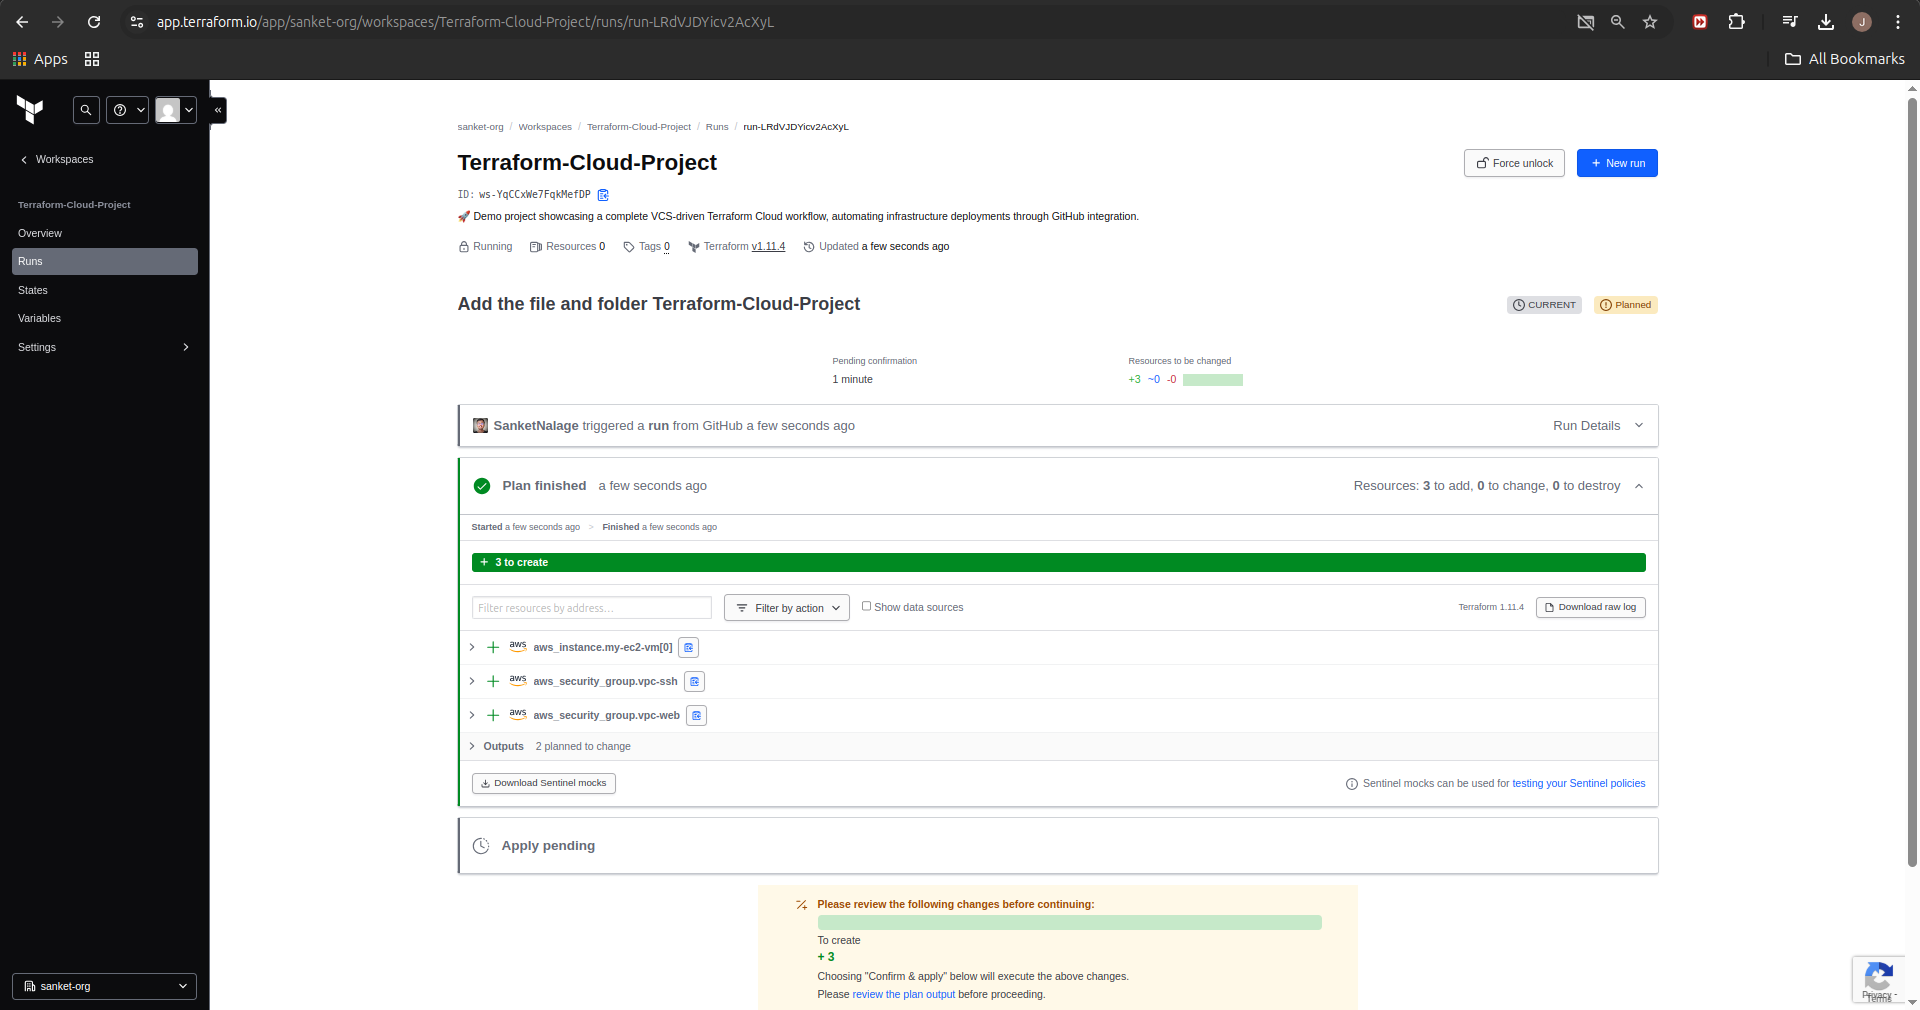 app.terraform.io/app/sanket-org/workspaces/Terraform-Cloud-Project/runs/run-LRdVJDYicv2AcXyL
J
Apps
All Bookmarks
Workspaces
Terraform-Cloud-Project
Overview
Runs
States
Variables
Settings
sanket-org
sanket-org / Workspaces / Terraform-Cloud-Project / Runs / run-LRdVJDYicv2AcXyL
Terraform-Cloud-Project
Force unlock
+ New run
ID: ws-YqCCxWe7FqkMefDP
🚀 Demo project showcasing a complete VCS-driven Terraform Cloud workflow, automating infrastructure deployments through GitHub integration.
Running Resources 0 Tags 0 Terraform v1.11.4 Updated a few seconds ago
Add the file and folder Terraform-Cloud-Project
CURRENT
Planned
Pending confirmation
1 minute
Resources to be changed
+3 ~0 -0
SanketNalage triggered a run from GitHub a few seconds ago
Run Details
Plan finished a few seconds ago
Resources: 3 to add, 0 to change, 0 to destroy
Started a few seconds ago > Finished a few seconds ago
+ 3 to create
Filter resources by address…
Filter by action
Show data sources
Terraform 1.11.4
Download raw log
aws aws_instance.my-ec2-vm[0]
aws aws_security_group.vpc-ssh
aws aws_security_group.vpc-web
Outputs 2 planned to change
Download Sentinel mocks
Sentinel mocks can be used for testing your Sentinel policies
Apply pending
Please review the following changes before continuing:
To create
+ 3
Choosing "Confirm & apply" below will execute the above changes.
Please review the plan output before proceeding.
Privacy -
Terms